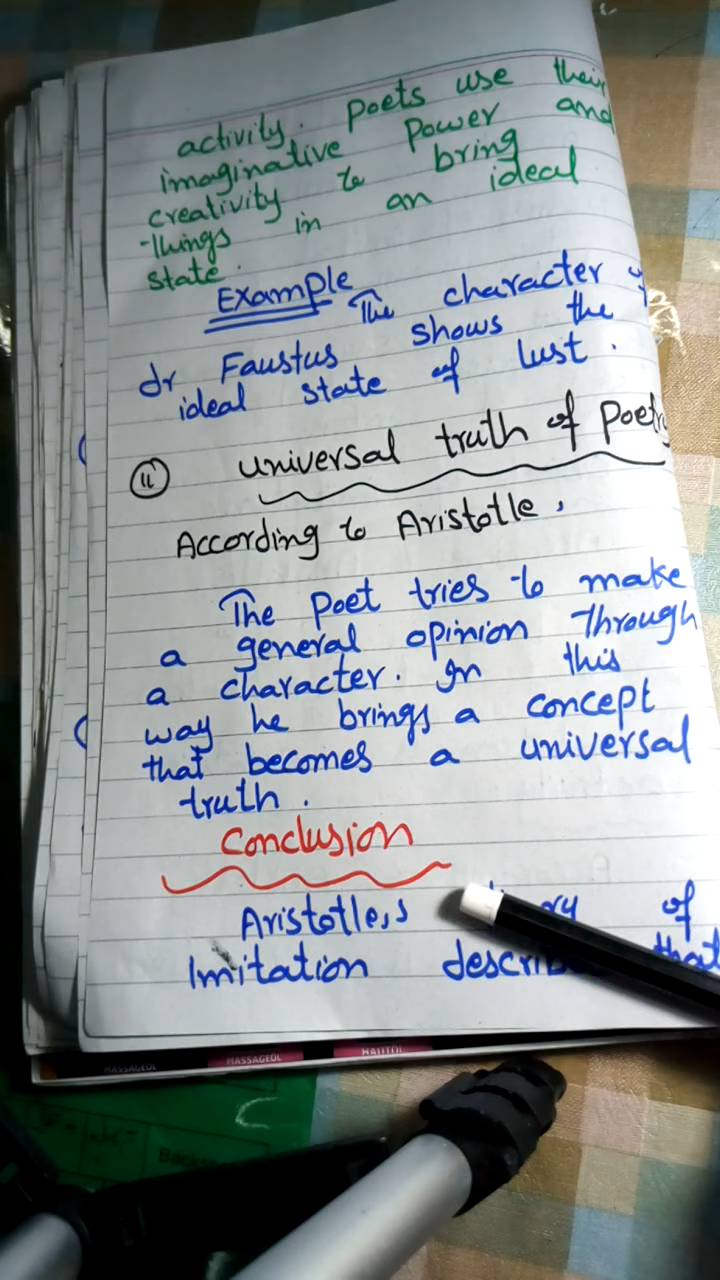 activity. Poets use their
imaginative Power and
creativity to bring
things in an ideal
state.
Example
The character of
dr Faustus shows the
ideal state of lust.
(ii) universal truth of Poetry
According to Aristotle,
The Poet tries to make
a general opinion through
a character. In this
way he brings a concept
that becomes a universal
truth.
Conclusion
Aristotle,s of
Imitation that
MASSAGEOL MASSAGEOL